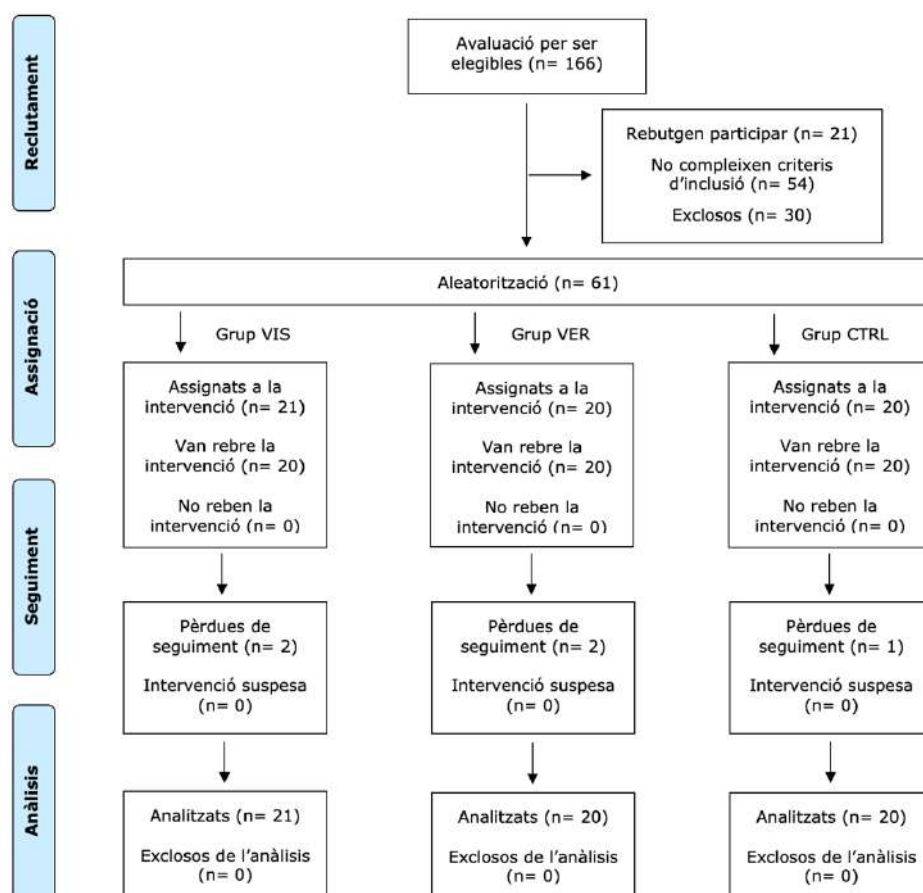 Reclutament
Avaluació per ser
elegibles (n= 166)
Rebutgen participar (n= 21)
No compleixen criteris
d'inclusió (n= 54)
Exclosos (n= 30)
Assignació
Aleatorització (n= 61)
Grup VIS
Grup VER
Grup CTRL
Assignats a la
intervenció (n= 21)
Van rebre la
intervenció (n= 20)
No reben la
intervenció (n= 0)
Assignats a la
intervenció (n= 20)
Van rebre la
intervenció (n= 20)
No reben la
intervenció (n= 0)
Assignats a la
intervenció (n= 20)
Van rebre la
intervenció (n= 20)
No reben la
intervenció (n= 0)
Seguiment
Pèrdues de
seguiment (n= 2)
Intervenció suspesa
(n= 0)
Pèrdues de
seguiment (n= 2)
Intervenció suspesa
(n= 0)
Pèrdues de
seguiment (n= 1)
Intervenció suspesa
(n= 0)
Anàlisis
Analitzats (n= 21)
Exclosos de l'anàlisis
(n= 0)
Analitzats (n= 20)
Exclosos de l'anàlisis
(n= 0)
Analitzats (n= 20)
Exclosos de l'anàlisis
(n= 0)